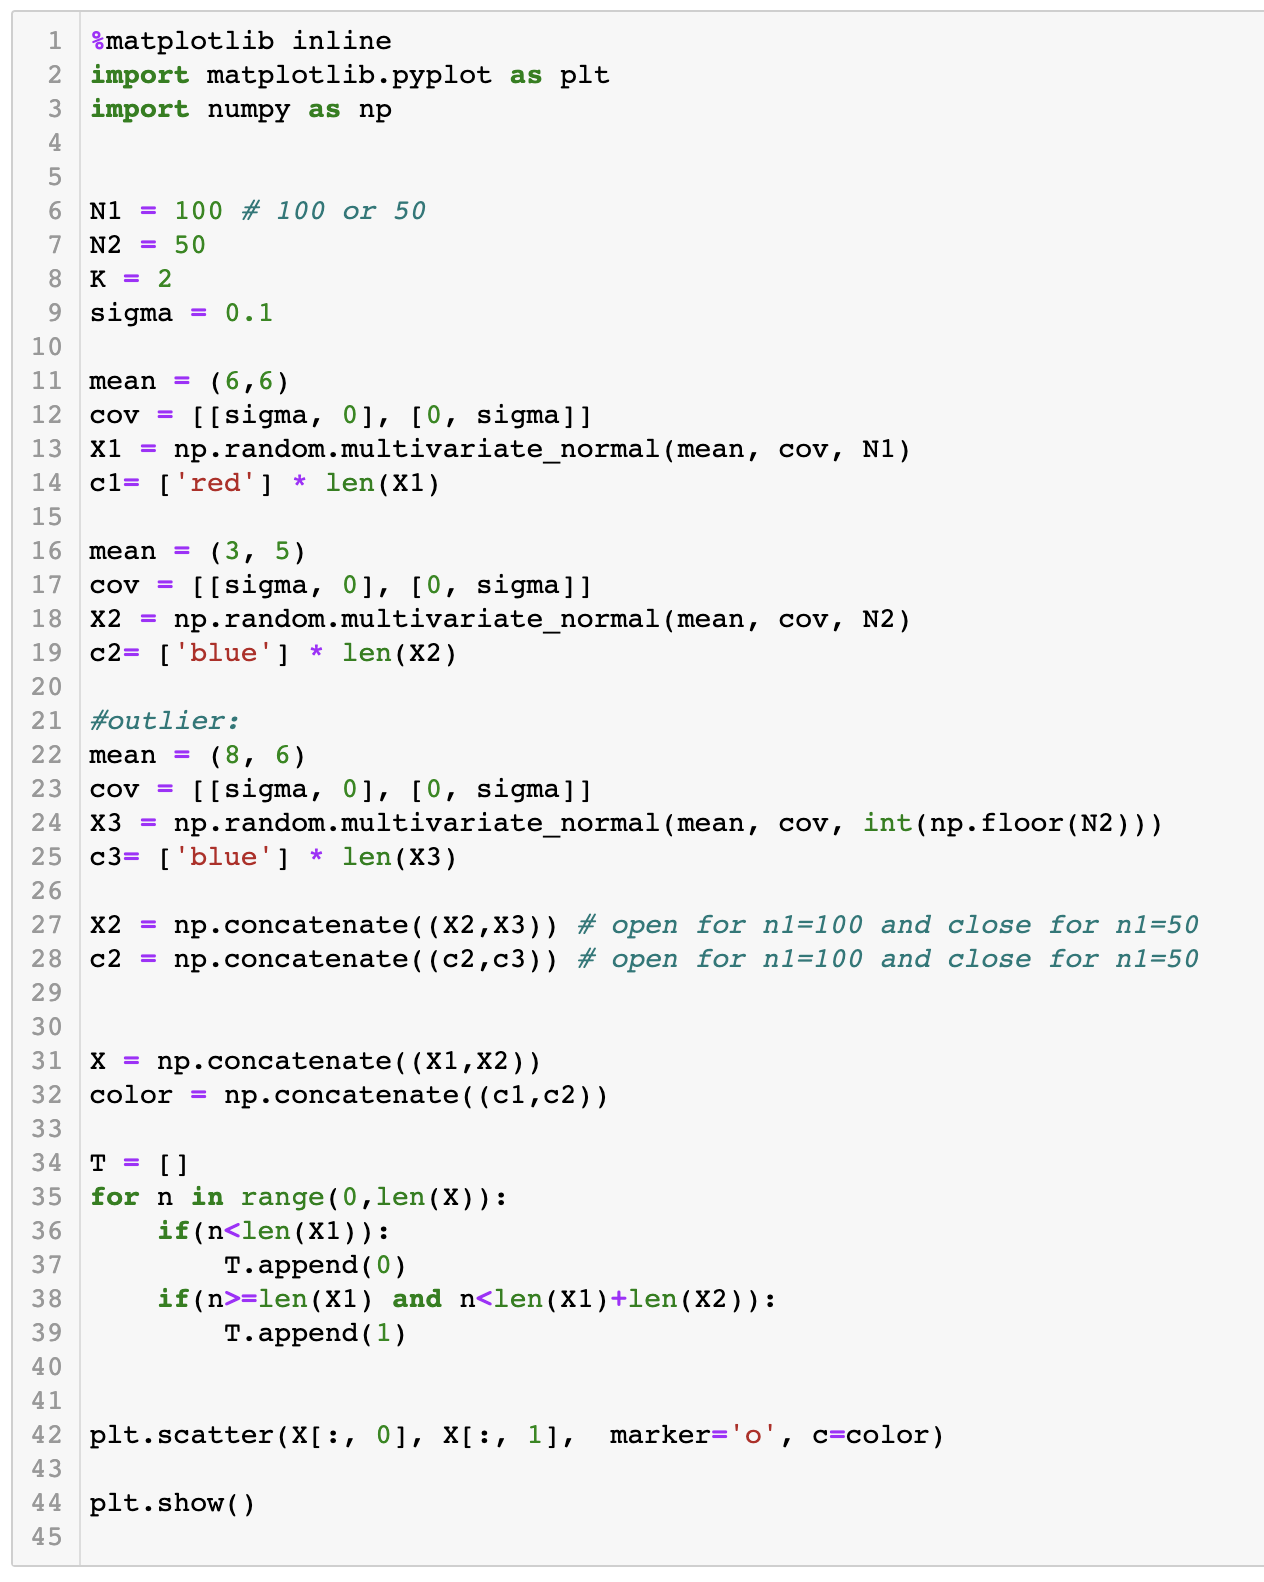 1 %matplotlib inline
2 import matplotlib.pyplot as plt
3 import numpy as np
4
5
6 N1 = 100 # 100 or 50
7 N2 = 50
8 K = 2
9 sigma = 0.1
10
11 mean = (6,6)
12 cov = [[sigma, 0], [0, sigma]]
13 X1 = np.random.multivariate_normal(mean, cov, N1)
14 c1= ['red'] * len(X1)
15
16 mean = (3, 5)
17 cov = [[sigma, 0], [0, sigma]]
18 X2 = np.random.multivariate_normal(mean, cov, N2)
19 c2= ['blue'] * len(X2)
20
21 #outlier:
22 mean = (8, 6)
23 cov = [[sigma, 0], [0, sigma]]
24 X3 = np.random.multivariate_normal(mean, cov, int(np.floor(N2)))
25 c3= ['blue'] * len(X3)
26
27 X2 = np.concatenate((X2,X3)) # open for n1=100 and close for n1=50
28 c2 = np.concatenate((c2,c3)) # open for n1=100 and close for n1=50
29
30
31 X = np.concatenate((X1,X2))
32 color = np.concatenate((c1,c2))
33
34 T = []
35 for n in range(0,len(X)):
36     if(n<len(X1)):
37         T.append(0)
38     if(n>=len(X1) and n<len(X1)+len(X2)):
39         T.append(1)
40
41
42 plt.scatter(X[:, 0], X[:, 1],  marker='o', c=color)
43
44 plt.show()
45